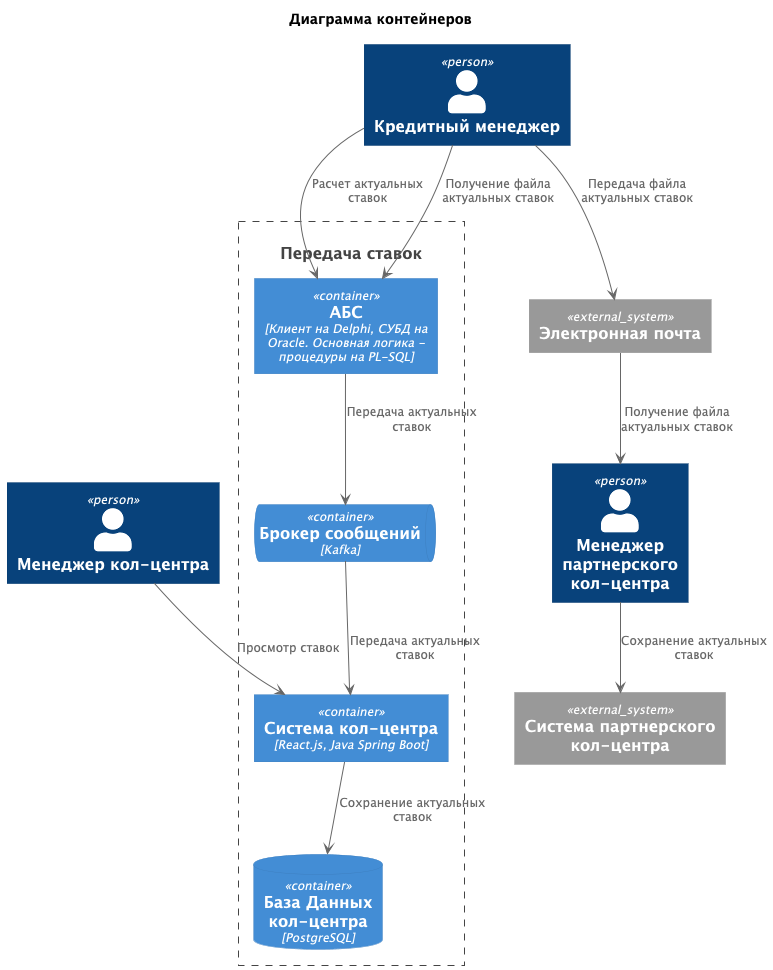 Диаграмма контейнеров
«person»
Кредитный менеджер
Расчет актуальных
ставок
Получение файла
актуальных ставок
Передача файла
актуальных ставок
Передача ставок
«container»
АБС
[Клиент на Delphi, СУБД на
Oracle. Основная логика –
процедуры на PL–SQL]
«external_system»
Электронная почта
Передача актуальных
ставок
Получение файла
актуальных ставок
«person»
Менеджер кол-центра
«container»
Брокер сообщений
[Kafka]
«person»
Менеджер
партнерского
кол-центра
Просмотр ставок
Передача актуальных
ставок
Сохранение актуальных
ставок
«container»
Система кол-центра
[React.js, Java Spring Boot]
«external_system»
Система партнерского
кол-центра
Сохранение актуальных
ставок
«container»
База Данных
кол-центра
[PostgreSQL]